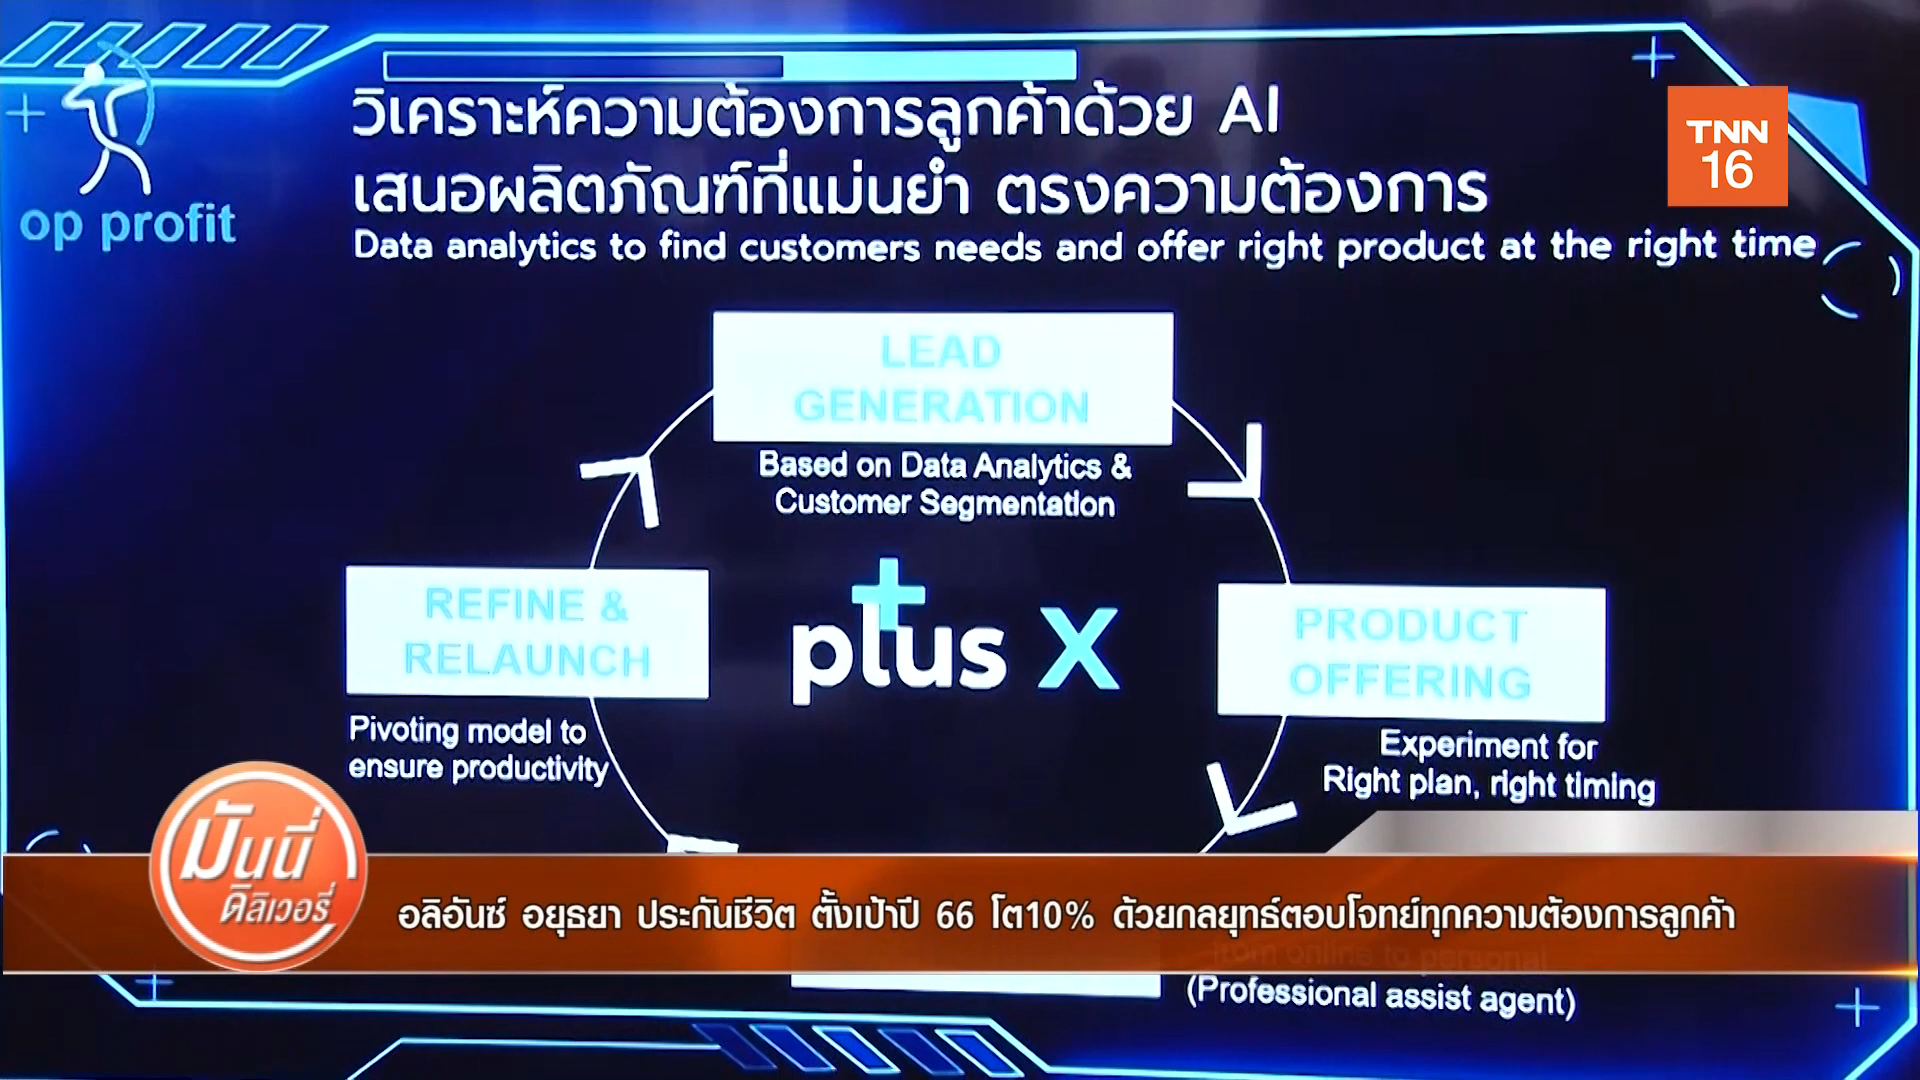 วิเคราะห์ความต้องการลูกค้าด้วย AI
เสนอผลิตภัณฑ์ที่แม่นยำ ตรงความต้องการ
Data analytics to find customers needs and offer right product at the right time
op profit
TNN
16
LEAD
GENERATION
Based on Data Analytics &
Customer Segmentation
REFINE &
RELAUNCH
Pivoting model to
ensure productivity
plus X
PRODUCT
OFFERING
Experiment for
Right plan, right timing
มันนี่
ดิลิเวอรี่
อลิอันซ์ อยุธยา ประกันชีวิต ตั้งเป้าปี 66 โต10% ด้วยกลยุทธ์ตอบโจทย์ทุกความต้องการลูกค้า
from online to personal
(Professional assist agent)